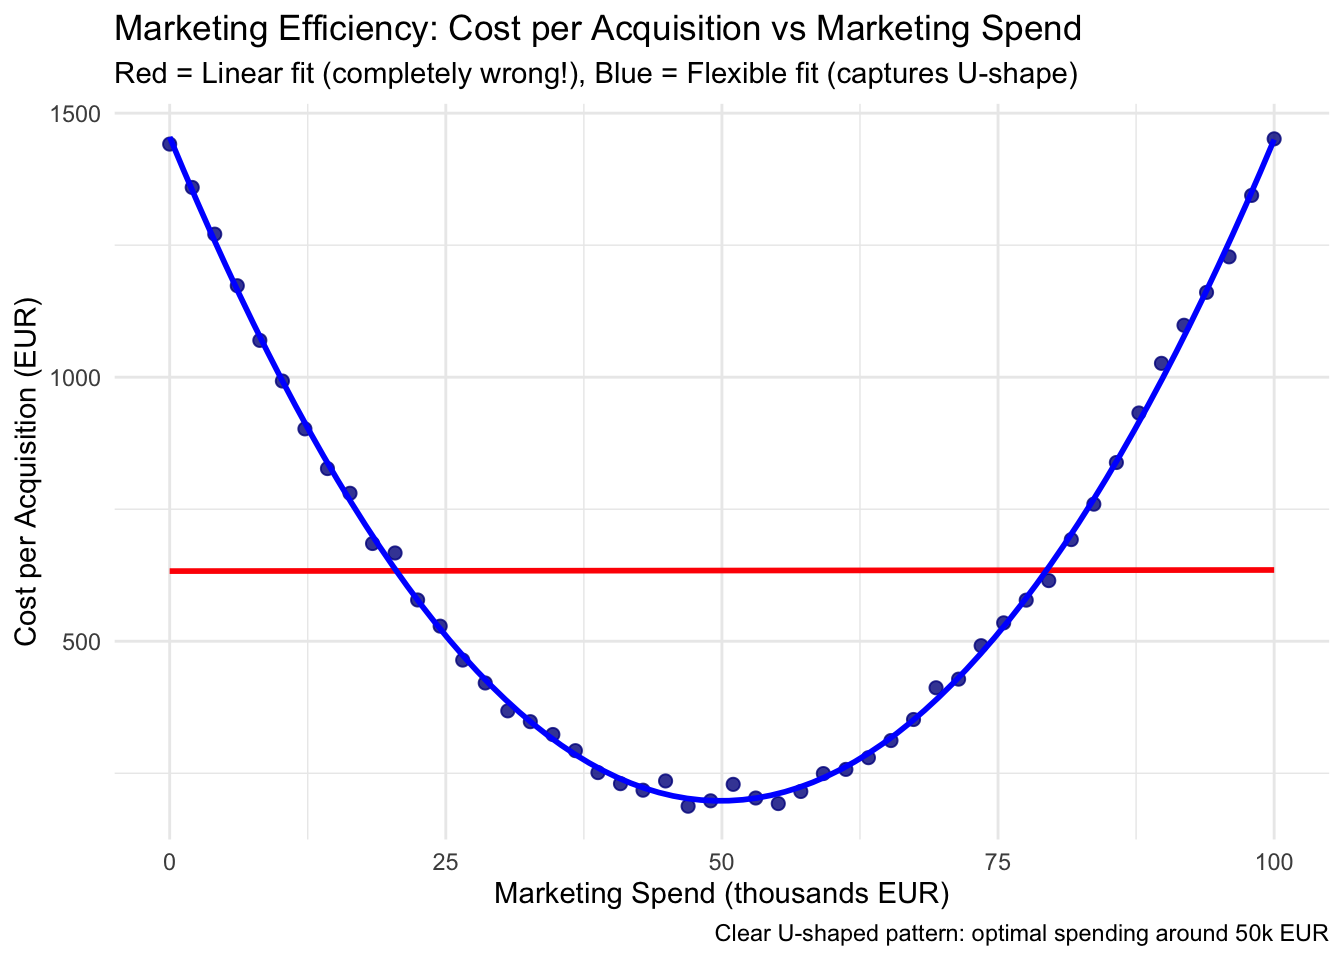 Marketing Efficiency: Cost per Acquisition vs Marketing Spend
Red = Linear fit (completely wrong!), Blue = Flexible fit (captures U-shape)
1500
1000
500
Cost per Acquisition (EUR)
0
25
50
75
100
Marketing Spend (thousands EUR)
Clear U-shaped pattern: optimal spending around 50k EUR